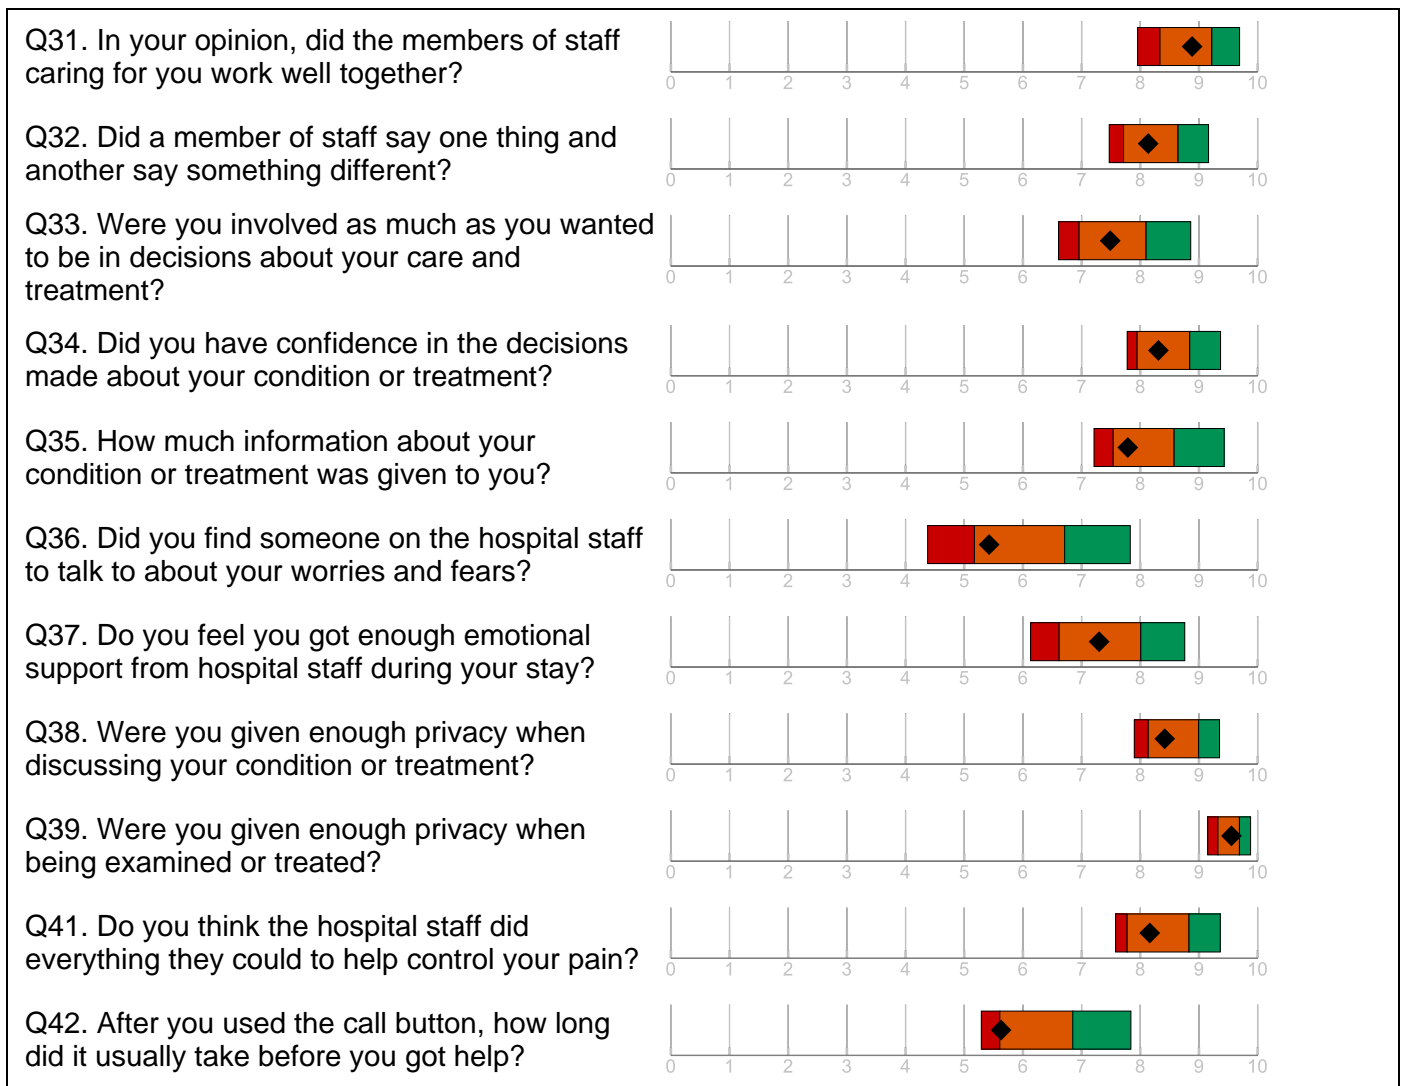 Q31. In your opinion, did the members of staff
caring for you work well together?
0 1 2 3 4 5 6 7 8 9 10
Q32. Did a member of staff say one thing and
another say something different?
0 1 2 3 4 5 6 7 8 9 10
Q33. Were you involved as much as you wanted
to be in decisions about your care and
treatment?
0 1 2 3 4 5 6 7 8 9 10
Q34. Did you have confidence in the decisions
made about your condition or treatment?
0 1 2 3 4 5 6 7 8 9 10
Q35. How much information about your
condition or treatment was given to you?
0 1 2 3 4 5 6 7 8 9 10
Q36. Did you find someone on the hospital staff
to talk to about your worries and fears?
0 1 2 3 4 5 6 7 8 9 10
Q37. Do you feel you got enough emotional
support from hospital staff during your stay?
0 1 2 3 4 5 6 7 8 9 10
Q38. Were you given enough privacy when
discussing your condition or treatment?
0 1 2 3 4 5 6 7 8 9 10
Q39. Were you given enough privacy when
being examined or treated?
0 1 2 3 4 5 6 7 8 9 10
Q41. Do you think the hospital staff did
everything they could to help control your pain?
0 1 2 3 4 5 6 7 8 9 10
Q42. After you used the call button, how long
did it usually take before you got help?
0 1 2 3 4 5 6 7 8 9 10